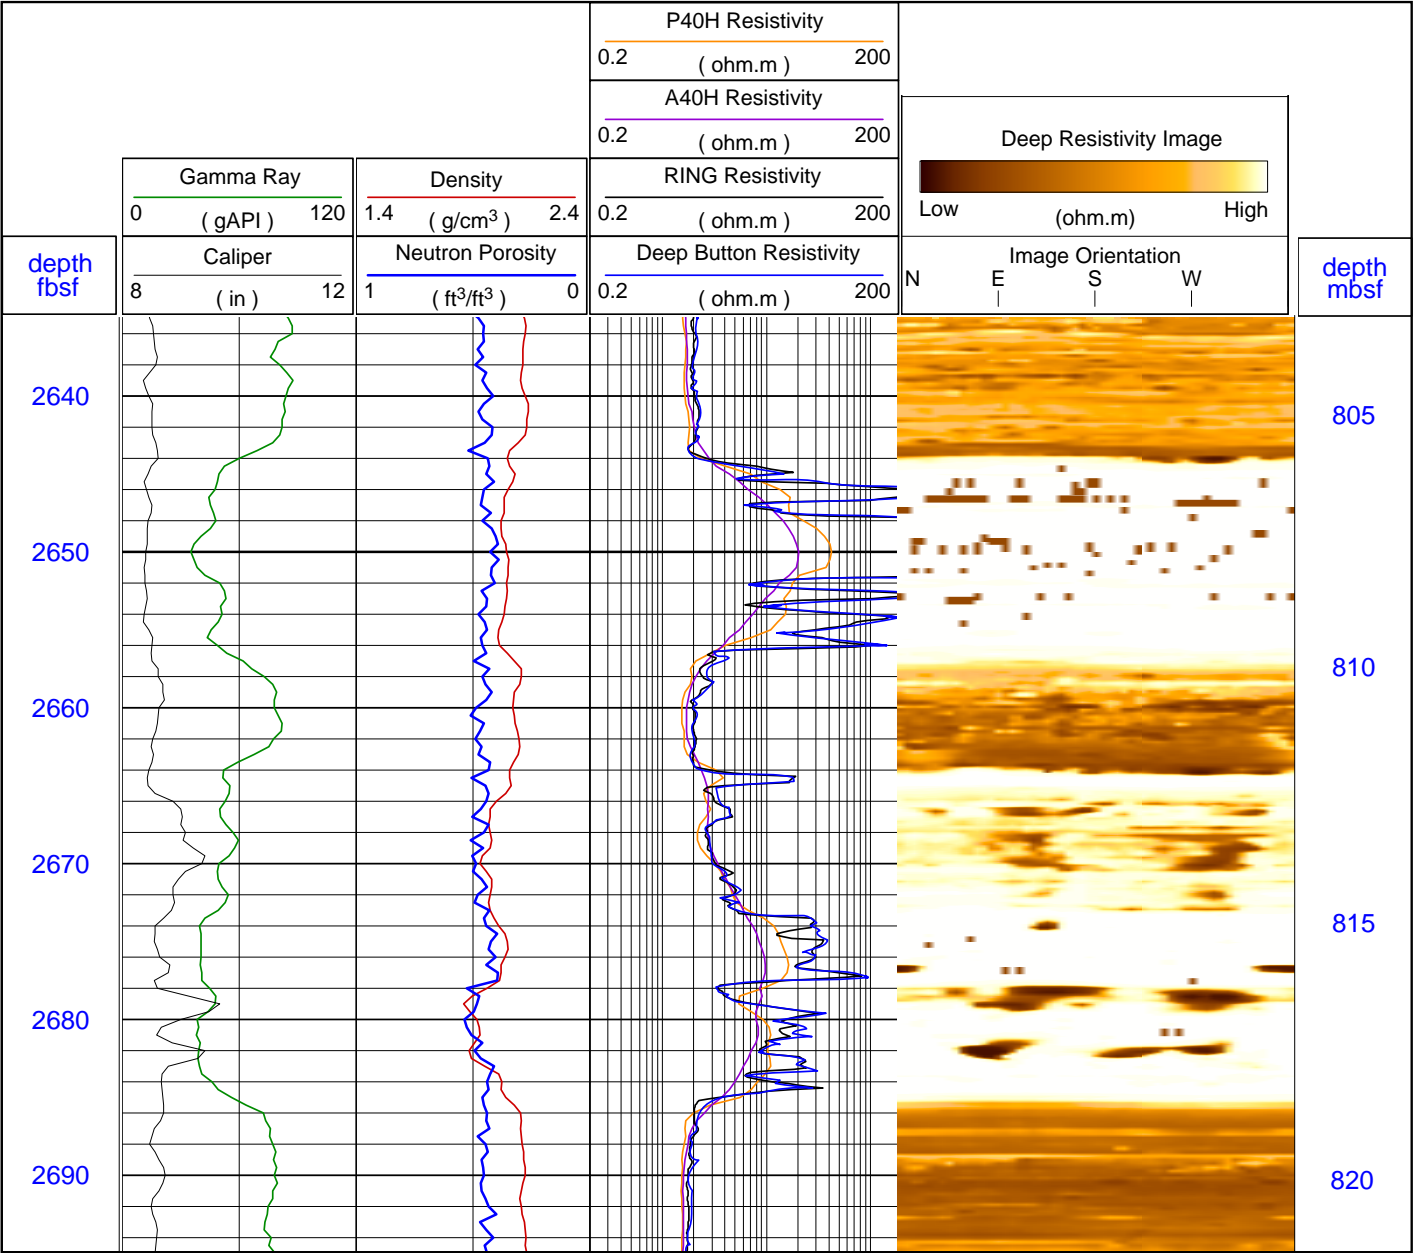 P40H Resistivity
0.2 ( ohm.m ) 200
A40H Resistivity
0.2 ( ohm.m ) 200
Deep Resistivity Image
Low (ohm.m) High
Gamma Ray
0 ( gAPI ) 120
Density
1.4 ( g/cm³ ) 2.4
RING Resistivity
0.2 ( ohm.m ) 200
depth
fbsf
Caliper
8 ( in ) 12
Neutron Porosity
1 ( ft³/ft³ ) 0
Deep Button Resistivity
0.2 ( ohm.m ) 200
Image Orientation
N E S W
depth
mbsf
2640
805
2650
810
2660
2670
815
2680
2690
820